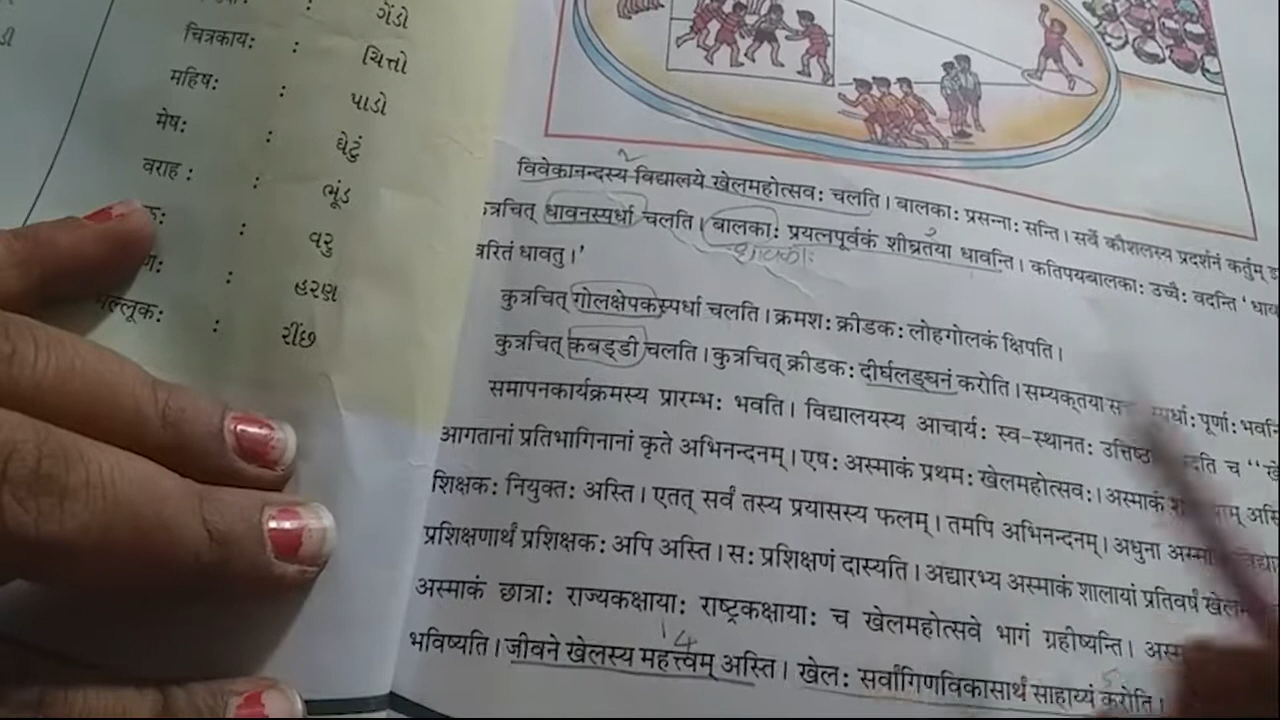 : ગેંડો
चित्रकाय: : ચિત્તો
महिष: : પાડો
मेष: : ઘેટું
वराह : : ભૂંડ
: વરુ
: હરણ
: રીંછ
विवेकानन्दस्य विद्यालये खेलमहोत्सव: चलति । बालका: प्रसन्ना: सन्ति । सर्वे कौशलस्य प्रदर्शनं कर्तुम्
धावनस्पर्धा चलति । बालका: प्रयत्नपूर्वकं शीघ्रतया धावन्ति । कतिपयबालका: उच्चै: वदन्ति ' धाव
धावका:
धावतु ।'
कुत्रचित् गोलक्षेपकस्पर्धा चलति । क्रमश: क्रीडक: लोहगोलकं क्षिपति ।
कुत्रचित् कबड्डी चलति । कुत्रचित् क्रीडक: दीर्घलङ्घनं करोति । सम्यक्तया पूर्णा:
समापनकार्यक्रमस्य प्रारम्भ: भवति । विद्यालयस्य आचार्य: स्व-स्थानत: च "
आगतानां प्रतिभागिनानां कृते अभिनन्दनम् । एष: अस्माकं प्रथम: खेलमहोत्सव: । अस्माकं
शिक्षक: नियुक्त: अस्ति । एतत् सर्वं तस्य प्रयासस्य फलम् । तमपि अभिनन्दनम् । अधुना
प्रशिक्षणार्थं प्रशिक्षक: अपि अस्ति । स: प्रशिक्षणं दास्यति । अद्यारभ्य अस्माकं शालायां प्रतिवर्षं
अस्माकं छात्रा: राज्यकक्षाया: राष्ट्रकक्षाया: च खेलमहोत्सवे भागं ग्रहीष्यन्ति ।
भविष्यति । जीवने खेलस्य महत्त्वम् अस्ति । खेल: सर्वांगिणविकासार्थं साहाय्यं करोति ।